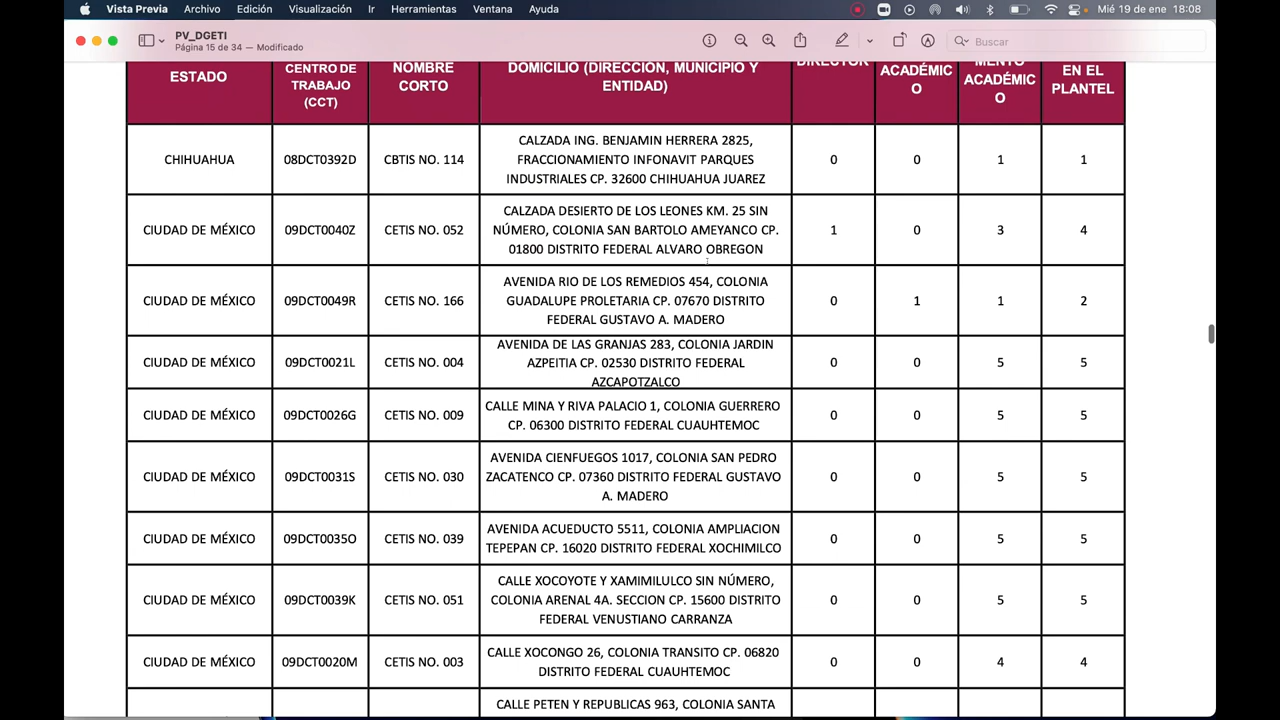 Vista Previa Archivo Edición Visualización Ir Herramientas Ventana Ayuda Mié 19 de ene 18:08
PV_DGETI
Página 15 de 34 — Modificado
Buscar
ESTADO
CENTRO DE
TRABAJO
(CCT)
NOMBRE
CORTO
DOMICILIO (DIRECCIÓN, MUNICIPIO Y
ENTIDAD)
DIRECTOR
ACADÉMIC
O
MENTO
ACADÉMIC
O
EN EL
PLANTEL
CHIHUAHUA
08DCT0392D
CBTIS NO. 114
CALZADA ING. BENJAMIN HERRERA 2825,
FRACCIONAMIENTO INFONAVIT PARQUES
INDUSTRIALES CP. 32600 CHIHUAHUA JUAREZ
0
0
1
1
CIUDAD DE MÉXICO
09DCT0040Z
CETIS NO. 052
CALZADA DESIERTO DE LOS LEONES KM. 25 SIN
NÚMERO, COLONIA SAN BARTOLO AMEYANCO CP.
01800 DISTRITO FEDERAL ALVARO OBREGON
1
0
3
4
CIUDAD DE MÉXICO
09DCT0049R
CETIS NO. 166
AVENIDA RIO DE LOS REMEDIOS 454, COLONIA
GUADALUPE PROLETARIA CP. 07670 DISTRITO
FEDERAL GUSTAVO A. MADERO
0
1
1
2
CIUDAD DE MÉXICO
09DCT0021L
CETIS NO. 004
AVENIDA DE LAS GRANJAS 283, COLONIA JARDIN
AZPEITIA CP. 02530 DISTRITO FEDERAL
AZCAPOTZALCO
0
0
5
5
CIUDAD DE MÉXICO
09DCT0026G
CETIS NO. 009
CALLE MINA Y RIVA PALACIO 1, COLONIA GUERRERO
CP. 06300 DISTRITO FEDERAL CUAUHTEMOC
0
0
5
5
CIUDAD DE MÉXICO
09DCT0031S
CETIS NO. 030
AVENIDA CIENFUEGOS 1017, COLONIA SAN PEDRO
ZACATENCO CP. 07360 DISTRITO FEDERAL GUSTAVO
A. MADERO
0
0
5
5
CIUDAD DE MÉXICO
09DCT0035O
CETIS NO. 039
AVENIDA ACUEDUCTO 5511, COLONIA AMPLIACION
TEPEPAN CP. 16020 DISTRITO FEDERAL XOCHIMILCO
0
0
5
5
CIUDAD DE MÉXICO
09DCT0039K
CETIS NO. 051
CALLE XOCOYOTE Y XAMIMILULCO SIN NÚMERO,
COLONIA ARENAL 4A. SECCION CP. 15600 DISTRITO
FEDERAL VENUSTIANO CARRANZA
0
0
5
5
CIUDAD DE MÉXICO
09DCT0020M
CETIS NO. 003
CALLE XOCONGO 26, COLONIA TRANSITO CP. 06820
DISTRITO FEDERAL CUAUHTEMOC
0
0
4
4
CALLE PETEN Y REPUBLICAS 963, COLONIA SANTA